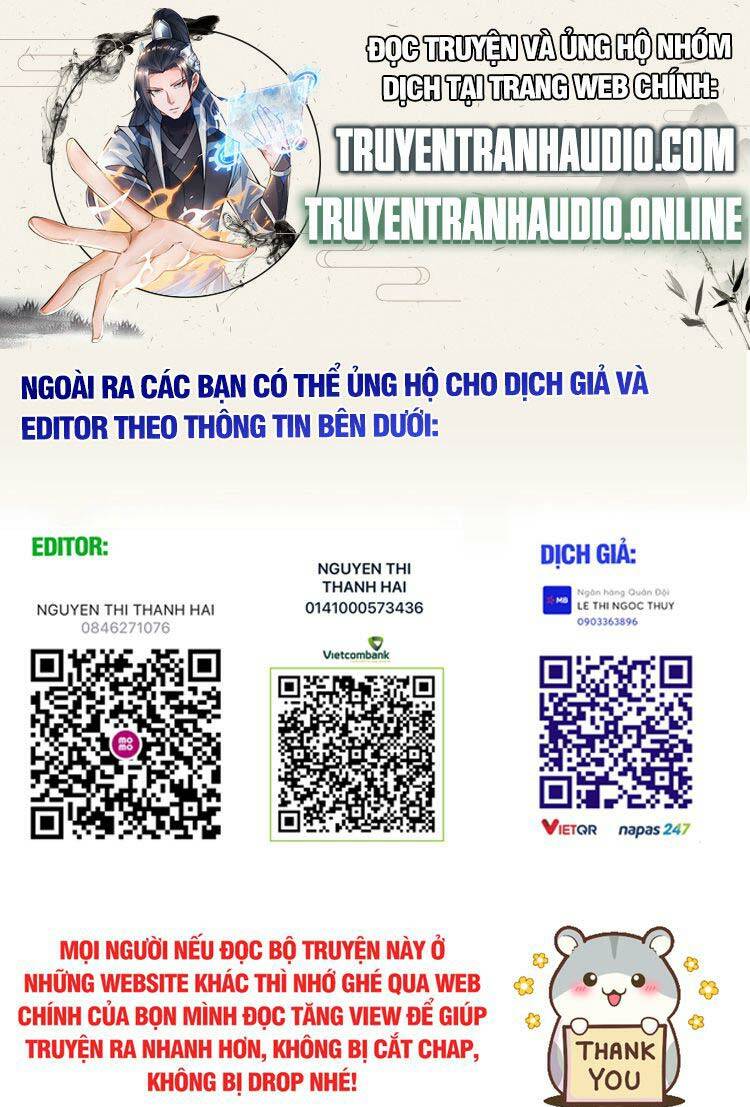 ĐỌC TRUYỆN VÀ ỦNG HỘ NHÓM
DỊCH TẠI TRANG WEB CHÍNH:
TRUYENTRANHAUDIO.COM
TRUYENTRANHAUDIO.ONLINE
NGOÀI RA CÁC BẠN CÓ THỂ ỦNG HỘ CHO DỊCH GIẢ VÀ
EDITOR THEO THÔNG TIN BÊN DƯỚI:
EDITOR:
NGUYEN THI THANH HAI
0846271076
momo
NGUYEN THI
THANH HAI
0141000573436
Vietcombank
DỊCH GIẢ:
MB
Ngân hàng Quân Đội
LE THI NGOC THUY
0903363896
VIETQR napas 247
MỌI NGƯỜI NẾU ĐỌC BỘ TRUYỆN NÀY Ở
NHỮNG WEBSITE KHÁC THÌ NHỚ GHÉ QUA WEB
CHÍNH CỦA BỌN MÌNH ĐỌC TĂNG VIEW ĐỂ GIÚP
TRUYỆN RA NHANH HƠN, KHÔNG BỊ CẮT CHAP,
KHÔNG BỊ DROP NHÉ!
THANK
YOU